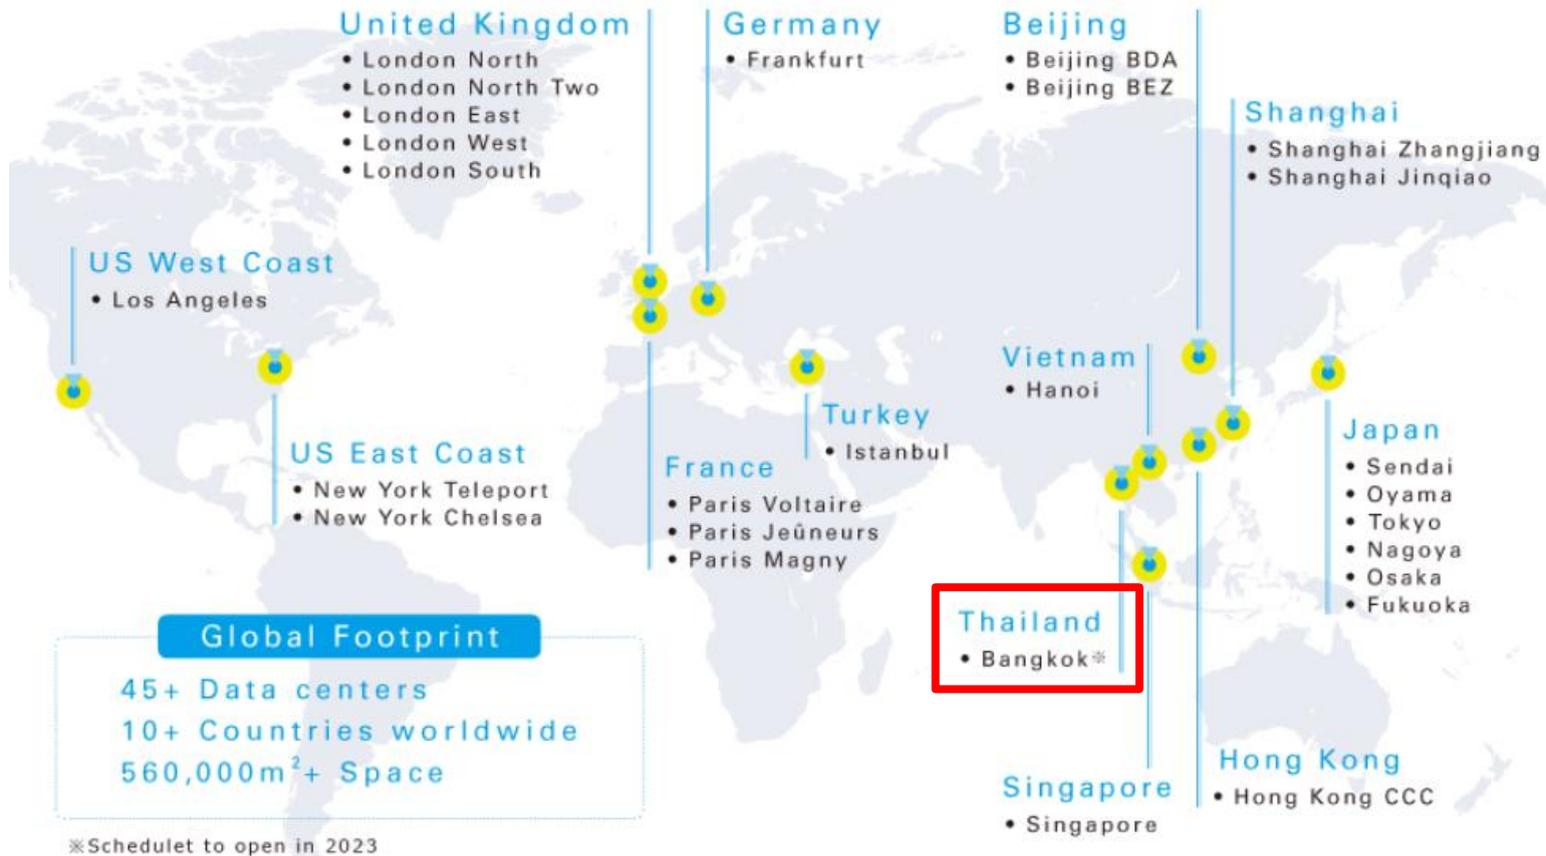 United Kingdom
• London North
• London North Two
• London East
• London West
• London South
Germany
• Frankfurt
Beijing
• Beijing BDA
• Beijing BEZ
Shanghai
• Shanghai Zhangjiang
• Shanghai Jinqiao
US West Coast
• Los Angeles
US East Coast
• New York Teleport
• New York Chelsea
France
• Paris Voltaire
• Paris Jeûneurs
• Paris Magny
Turkey
• Istanbul
Vietnam
• Hanoi
Japan
• Sendai
• Oyama
• Tokyo
• Nagoya
• Osaka
• Fukuoka
Thailand
• Bangkok※
Singapore
• Singapore
Hong Kong
• Hong Kong CCC
Global Footprint
45+ Data centers
10+ Countries worldwide
560,000m²+ Space
※Schedulet to open in 2023